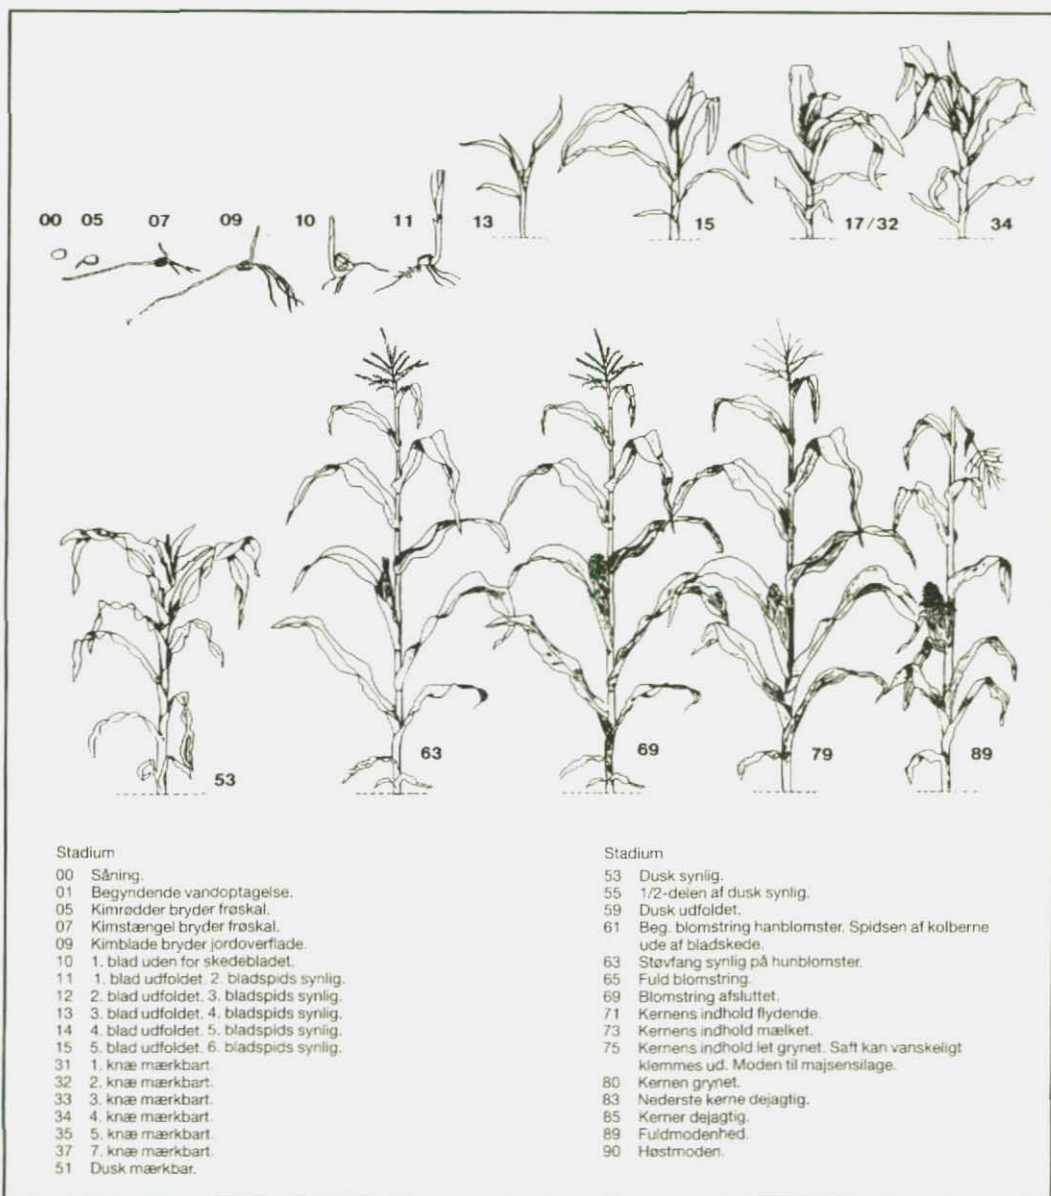 00 05 07 09 10 11 13 15 17/32 34
53 63 69 79 89
Stadium
00 Såning.
01 Begyndende vandoptagelse.
05 Kimrødder bryder frøskal.
07 Kimstængel bryder frøskal.
09 Kimblade bryder jordoverflade.
10 1. blad uden for skedebladet.
11 1. blad udfoldet. 2. bladspids synlig.
12 2. blad udfoldet. 3. bladspids synlig.
13 3. blad udfoldet. 4. bladspids synlig.
14 4. blad udfoldet. 5. bladspids synlig.
15 5. blad udfoldet. 6. bladspids synlig.
31 1. knæ mærkbart.
32 2. knæ mærkbart.
33 3. knæ mærkbart.
34 4. knæ mærkbart.
35 5. knæ mærkbart.
37 7. knæ mærkbart.
51 Dusk mærkbar.
Stadium
53 Dusk synlig.
55 1/2-delen af dusk synlig.
59 Dusk udfoldet.
61 Beg. blomstring hanblomster. Spidsen af kolberne
ude af bladskede.
63 Støvfang synlig på hunblomster.
65 Fuld blomstring.
69 Blomstring afsluttet.
71 Kernens indhold flydende.
73 Kernens indhold mælket.
75 Kernens indhold let grynet. Saft kan vanskeligt
klemmes ud. Moden til majsensilage.
80 Kernen grynet.
83 Nederste kerne dejagtig.
85 Kerner dejagtig.
89 Fuldmodenhed.
90 Høstmoden.